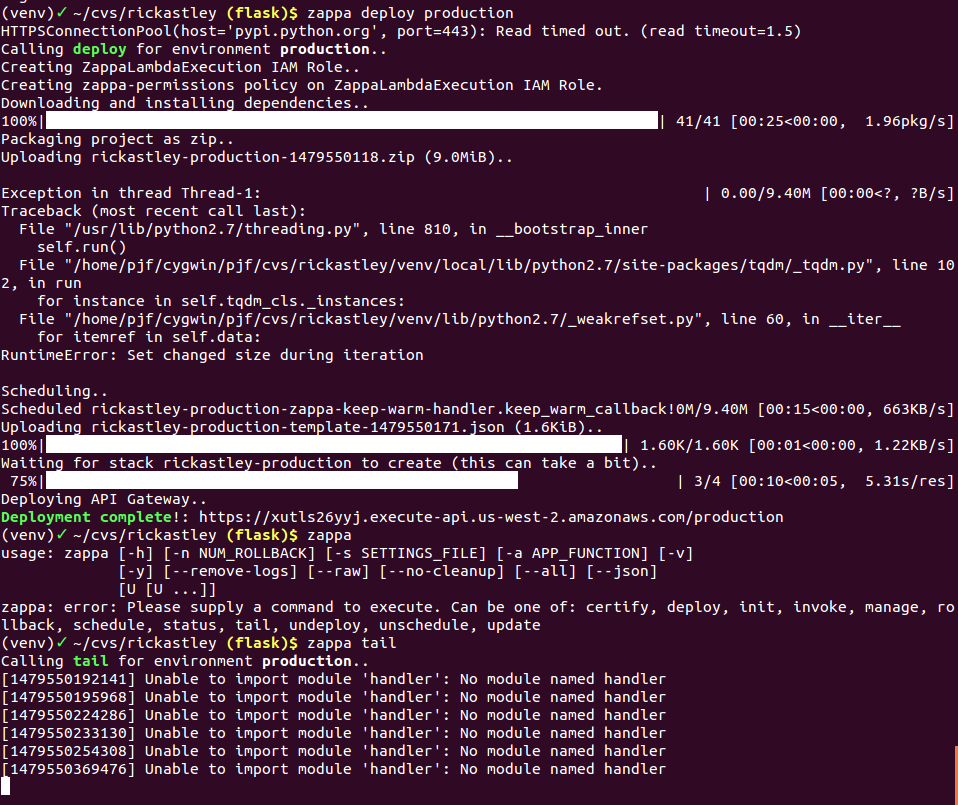 (venv)✓ ~/cvs/rickastley (flask)$ zappa deploy production
HTTPSConnectionPool(host='pypi.python.org', port=443): Read timed out. (read timeout=1.5)
Calling deploy for environment production..
Creating ZappaLambdaExecution IAM Role..
Creating zappa-permissions policy on ZappaLambdaExecution IAM Role.
Downloading and installing dependencies..
100%| | 41/41 [00:25<00:00,  1.96pkg/s]
Packaging project as zip..
Uploading rickastley-production-1479550118.zip (9.0MiB)..
Exception in thread Thread-1: | 0.00/9.40M [00:00<?, ?B/s]
Traceback (most recent call last):
  File "/usr/lib/python2.7/threading.py", line 810, in __bootstrap_inner
    self.run()
  File "/home/pjf/cygwin/pjf/cvs/rickastley/venv/local/lib/python2.7/site-packages/tqdm/_tqdm.py", line 10
2, in run
    for instance in self.tqdm_cls._instances:
  File "/home/pjf/cygwin/pjf/cvs/rickastley/venv/lib/python2.7/_weakrefset.py", line 60, in __iter__
    for itemref in self.data:
RuntimeError: Set changed size during iteration
Scheduling..
Scheduled rickastley-production-zappa-keep-warm-handler.keep_warm_callback!0M/9.40M [00:15<00:00, 663KB/s]
Uploading rickastley-production-template-1479550171.json (1.6KiB)..
100%| | 1.60K/1.60K [00:01<00:00, 1.22KB/s]
Waiting for stack rickastley-production to create (this can take a bit)..
 75%| | 3/4 [00:10<00:05,  5.31s/res]
Deploying API Gateway..
Deployment complete!: https://xutls26yyj.execute-api.us-west-2.amazonaws.com/production
(venv)✓ ~/cvs/rickastley (flask)$ zappa
usage: zappa [-h] [-n NUM_ROLLBACK] [-s SETTINGS_FILE] [-a APP_FUNCTION] [-v]
             [-y] [--remove-logs] [--raw] [--no-cleanup] [--all] [--json]
             [U [U ...]]
zappa: error: Please supply a command to execute. Can be one of: certify, deploy, init, invoke, manage, ro
llback, schedule, status, tail, undeploy, unschedule, update
(venv)✓ ~/cvs/rickastley (flask)$ zappa tail
Calling tail for environment production..
[1479550192141] Unable to import module 'handler': No module named handler
[1479550195968] Unable to import module 'handler': No module named handler
[1479550224286] Unable to import module 'handler': No module named handler
[1479550233130] Unable to import module 'handler': No module named handler
[1479550254308] Unable to import module 'handler': No module named handler
[1479550369476] Unable to import module 'handler': No module named handler